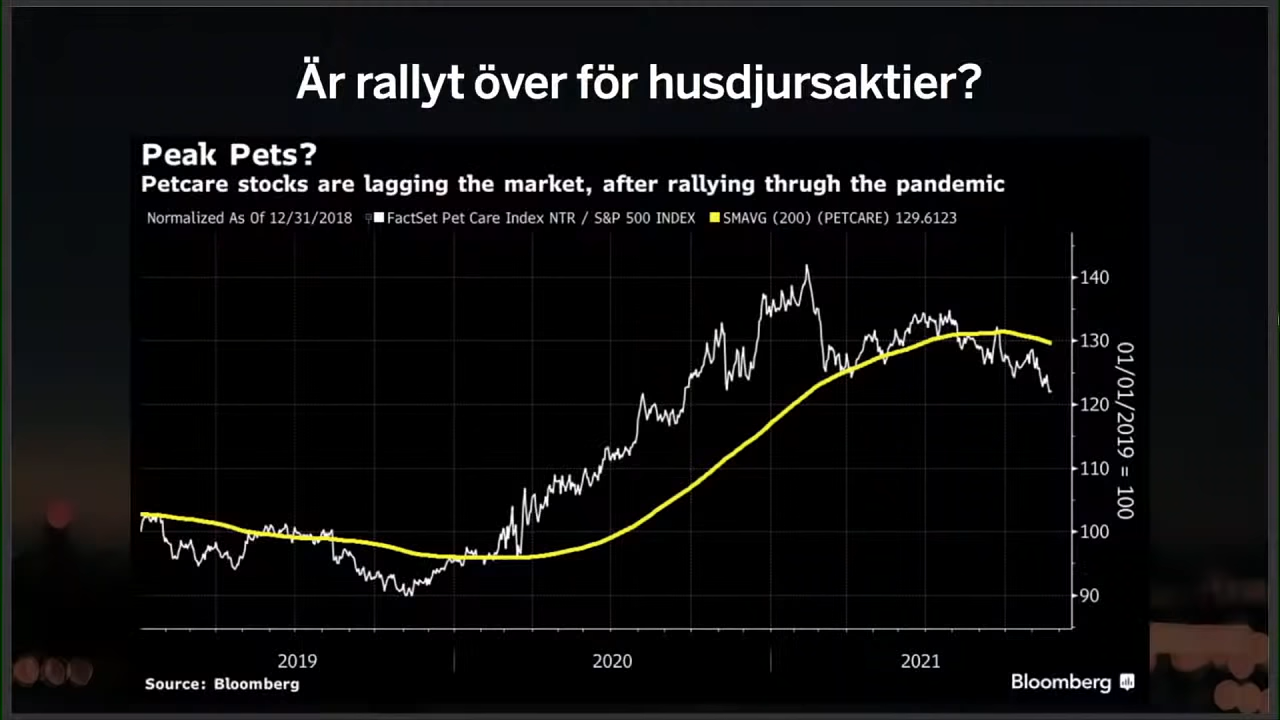 Är rallyt över för husdjursaktier?
Peak Pets?
Petcare stocks are lagging the market, after rallying thrugh the pandemic
Normalized As Of 12/31/2018 FactSet Pet Care Index NTR / S&P 500 INDEX SMAVG (200) (PETCARE) 129.6123
140
130
120
110
100
90
01/01/2019 = 100
2019 2020 2021
Source: Bloomberg
Bloomberg